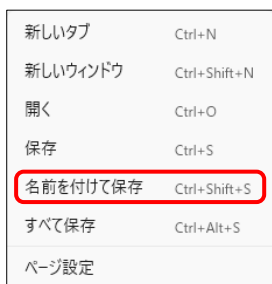 新しいタブ Ctrl+N
新しいウィンドウ Ctrl+Shift+N
開く Ctrl+O
保存 Ctrl+S
名前を付けて保存 Ctrl+Shift+S
すべて保存 Ctrl+Alt+S
ページ設定